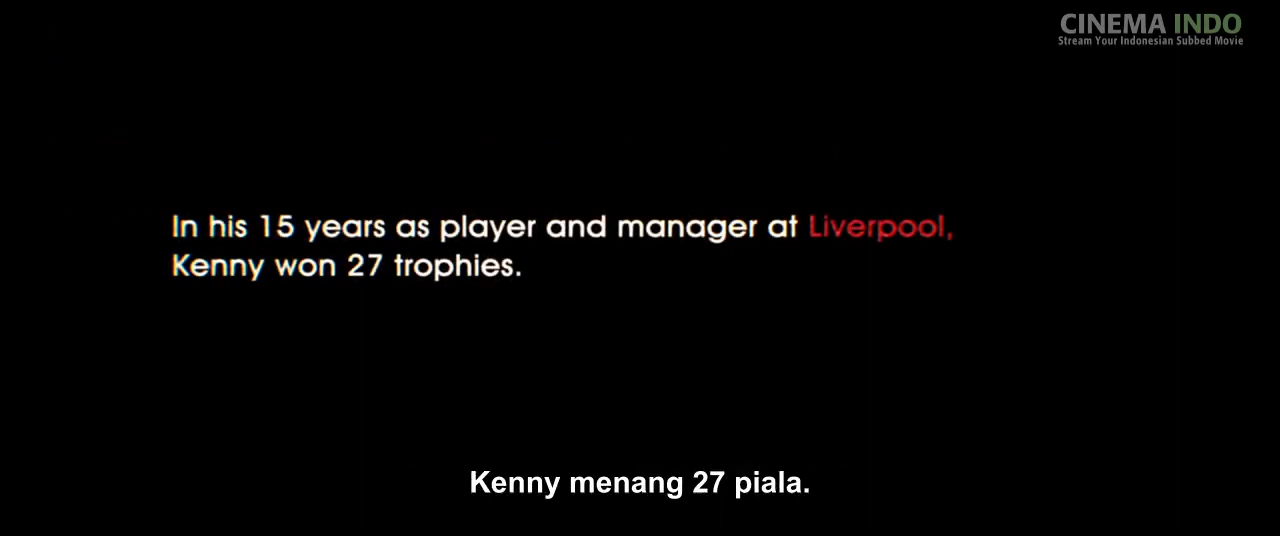 CINEMA INDO
Stream Your Indonesian Subbed Movie
In his 15 years as player and manager at Liverpool,
Kenny won 27 trophies.
Kenny menang 27 piala.